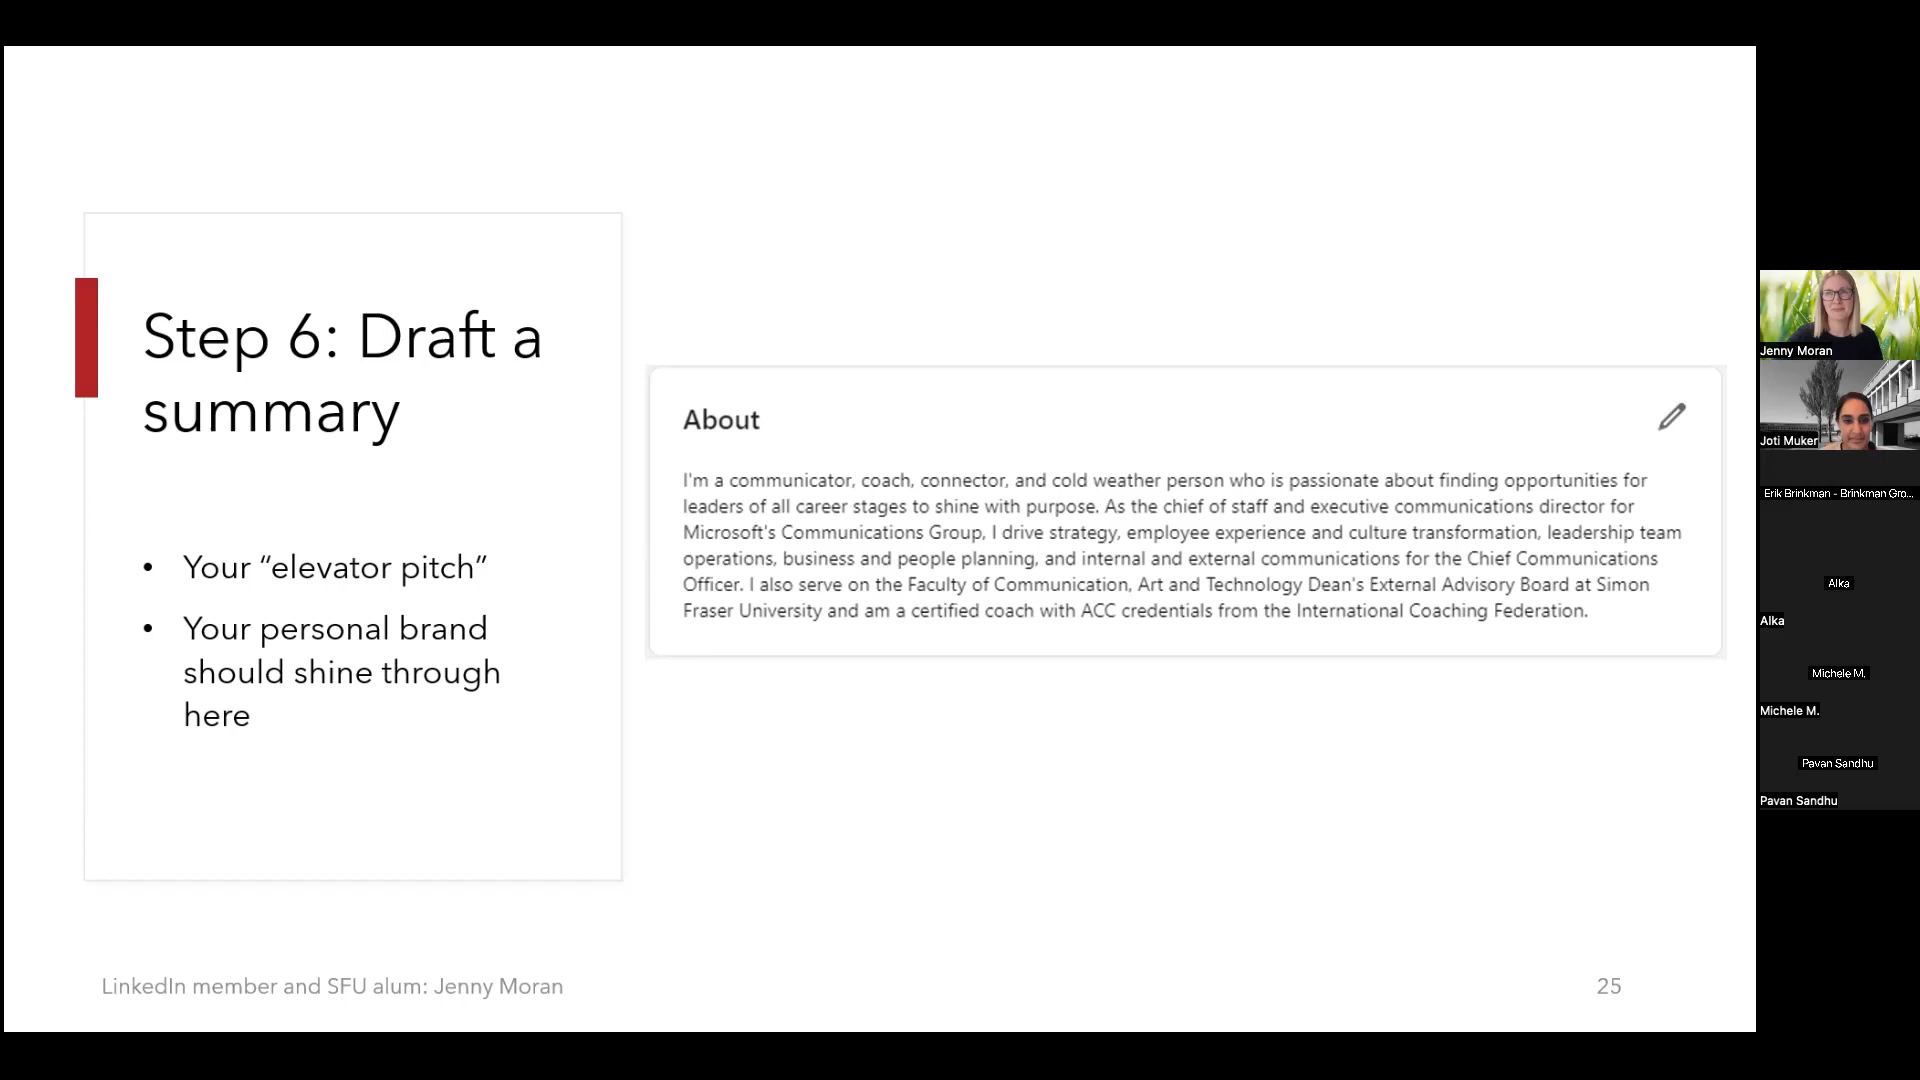 Step 6: Draft a
summary
• Your “elevator pitch”
• Your personal brand
should shine through
here
About
I'm a communicator, coach, connector, and cold weather person who is passionate about finding opportunities for
leaders of all career stages to shine with purpose. As the chief of staff and executive communications director for
Microsoft's Communications Group, I drive strategy, employee experience and culture transformation, leadership team
operations, business and people planning, and internal and external communications for the Chief Communications
Officer. I also serve on the Faculty of Communication, Art and Technology Dean's External Advisory Board at Simon
Fraser University and am a certified coach with ACC credentials from the International Coaching Federation.
LinkedIn member and SFU alum: Jenny Moran
25
Jenny Moran
Joti Muker
Erik Brinkman - Brinkman Gro...
Alka
Alka
Michele M.
Michele M.
Pavan Sandhu
Pavan Sandhu